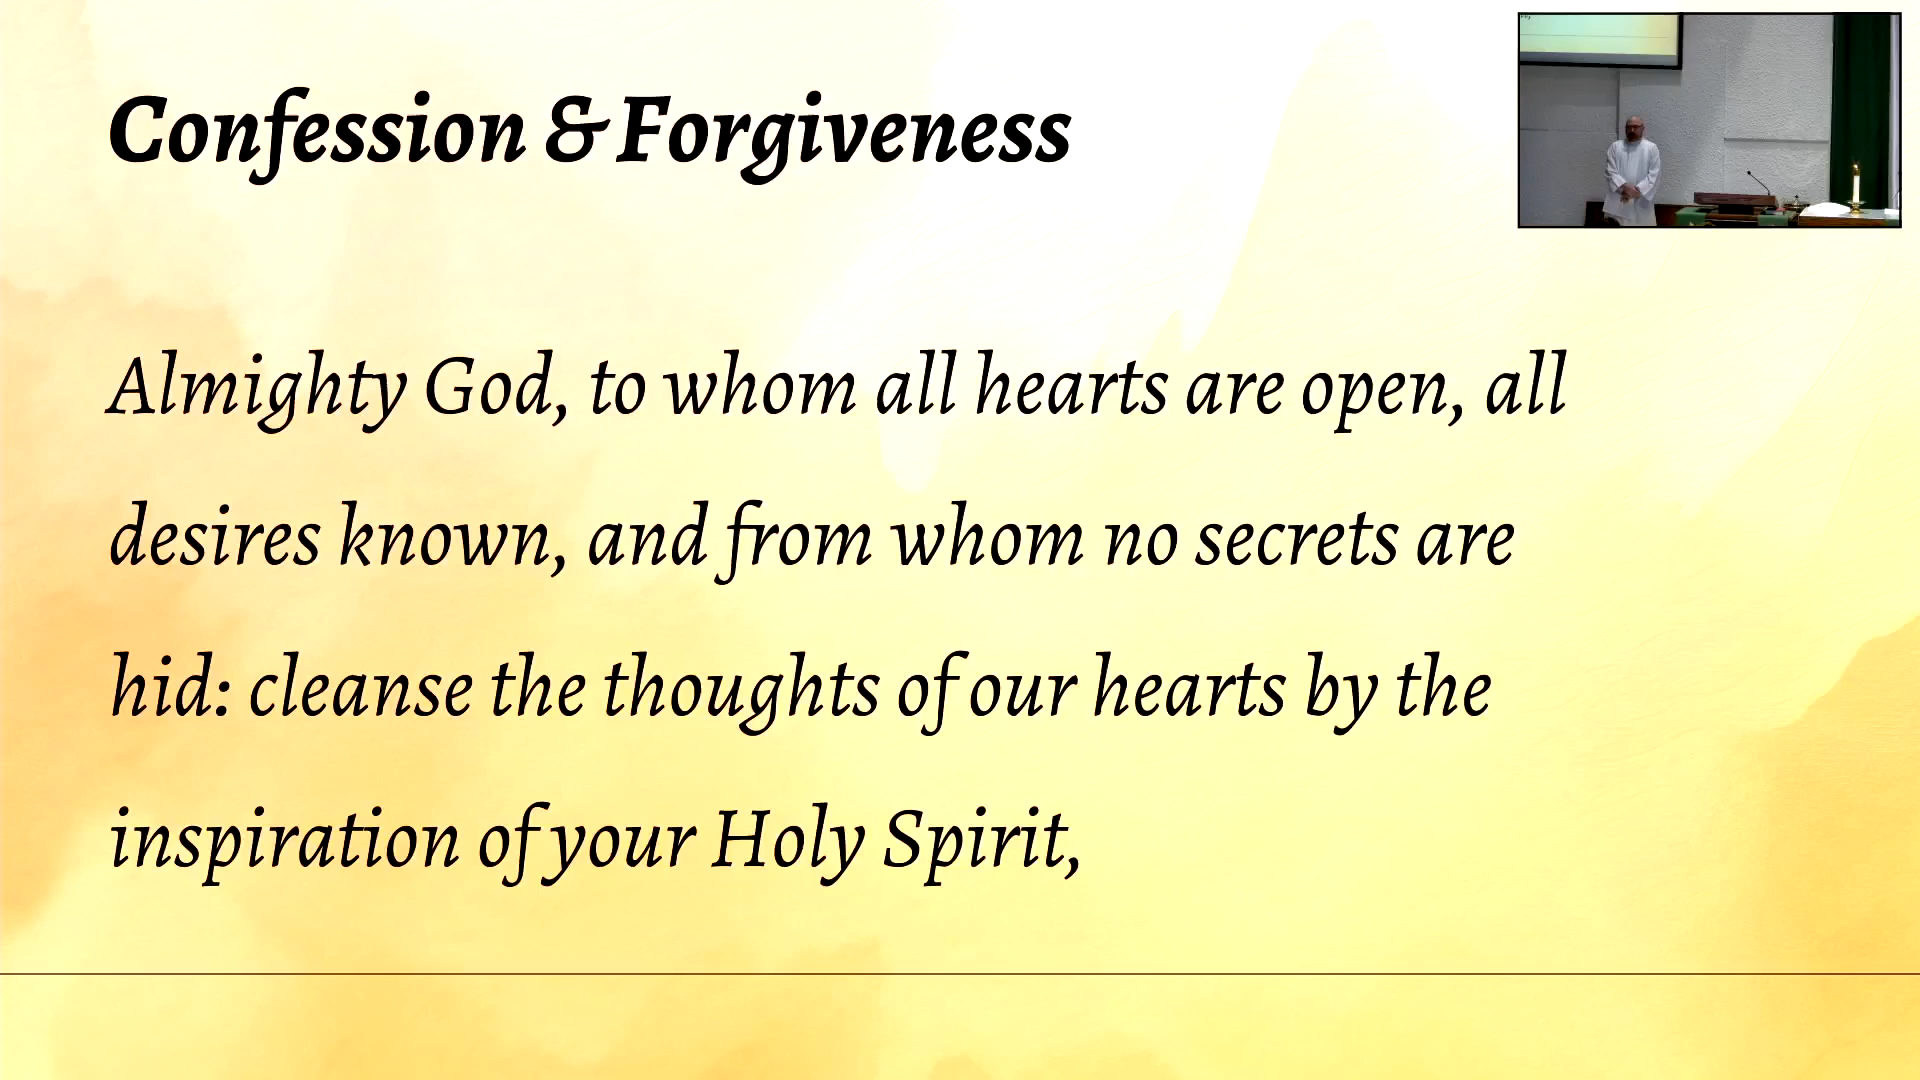 Confession & Forgiveness
Almighty God, to whom all hearts are open, all
desires known, and from whom no secrets are
hid: cleanse the thoughts of our hearts by the
inspiration of your Holy Spirit,